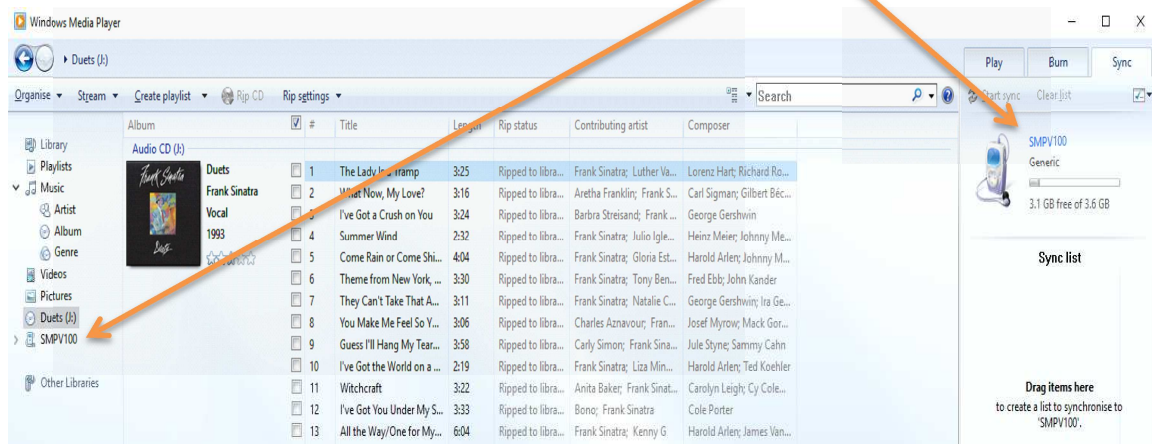 Windows Media Player
Duets (J:)
Play Burn Sync
Organise Stream Create playlist Rip CD Rip settings Search Start sync Clear list
Album # Title Length Rip status Contributing artist Composer
Library
Playlists
Music
Artist
Album
Genre
Videos
Pictures
Duets (J:)
SMPV100
Other Libraries
Audio CD (J:)
Frank Sinatra
Duets
Duets
Frank Sinatra
Vocal
1993
1 The Lady Is a Tramp 3:25 Ripped to libra... Frank Sinatra; Luther Va... Lorenz Hart; Richard Ro...
2 What Now, My Love? 3:16 Ripped to libra... Aretha Franklin; Frank S... Carl Sigman; Gilbert Béc...
3 I've Got a Crush on You 3:24 Ripped to libra... Barbra Streisand; Frank ... George Gershwin
4 Summer Wind 2:32 Ripped to libra... Frank Sinatra; Julio Igle... Heinz Meier; Johnny Me...
5 Come Rain or Come Shi... 4:04 Ripped to libra... Frank Sinatra; Gloria Est... Harold Arlen; Johnny M...
6 Theme from New York, ... 3:30 Ripped to libra... Frank Sinatra; Tony Ben... Fred Ebb; John Kander
7 They Can't Take That A... 3:11 Ripped to libra... Frank Sinatra; Natalie C... George Gershwin; Ira Ge...
8 You Make Me Feel So Y... 3:06 Ripped to libra... Charles Aznavour; Fran... Josef Myrow; Mack Gor...
9 Guess I'll Hang My Tear... 3:58 Ripped to libra... Carly Simon; Frank Sina... Jule Styne; Sammy Cahn
10 I've Got the World on a ... 2:19 Ripped to libra... Frank Sinatra; Liza Min... Harold Arlen; Ted Koehler
11 Witchcraft 3:22 Ripped to libra... Anita Baker; Frank Sinat... Carolyn Leigh; Cy Cole...
12 I've Got You Under My S... 3:33 Ripped to libra... Bono; Frank Sinatra Cole Porter
13 All the Way/One for My... 6:04 Ripped to libra... Frank Sinatra; Kenny G Harold Arlen; James Van...
SMPV100
Generic
3.1 GB free of 3.6 GB
Sync list
Drag items here
to create a list to synchronise to
'SMPV100'.